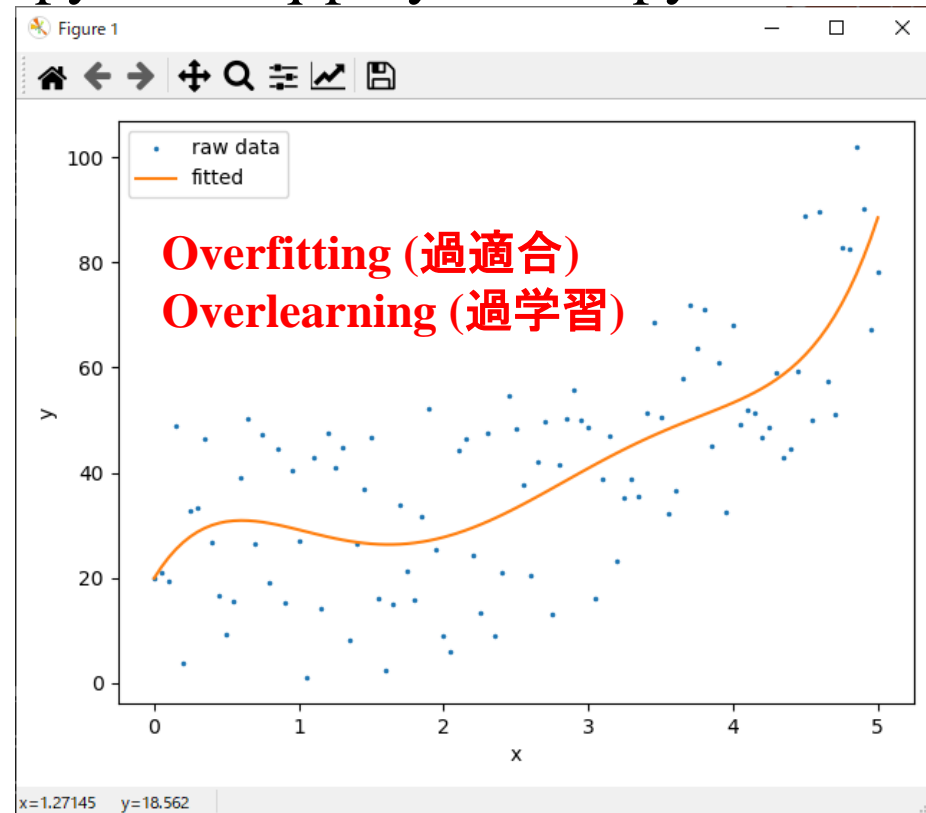 Figure 1
raw data
fitted
Overfitting (過適合)
Overlearning (過学習)
100
80
60
40
20
0
y
0 1 2 3 4 5
x
x=1.27145 y=18.562